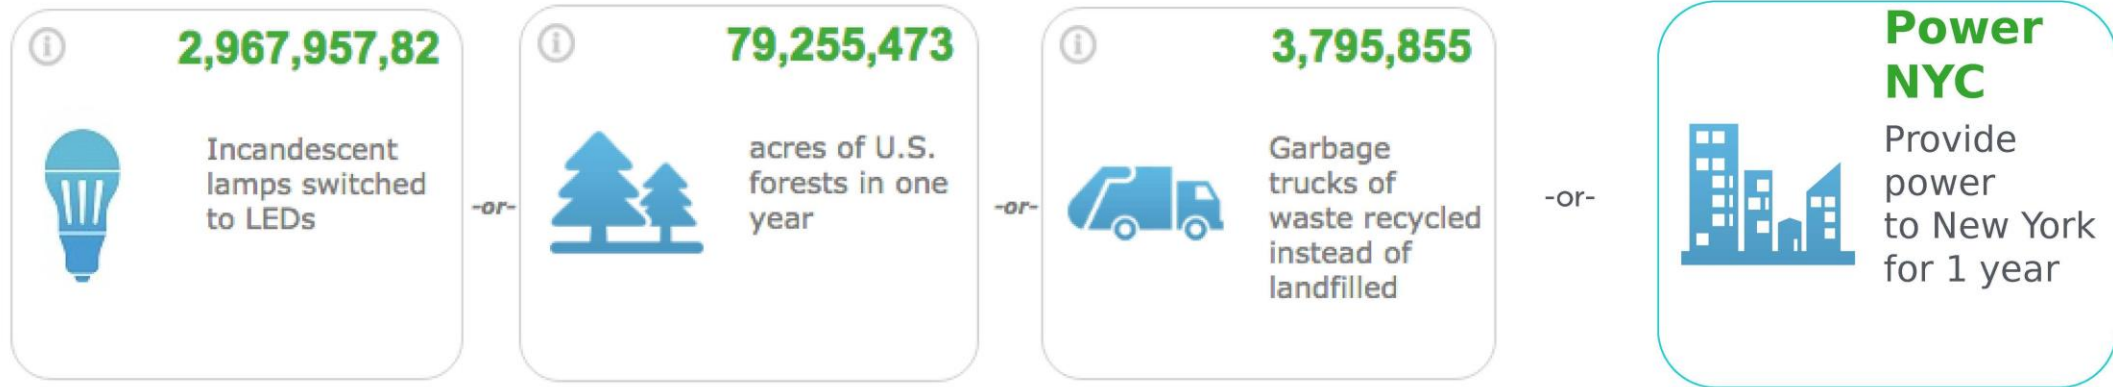 2,967,957,82
Incandescent
lamps switched
to LEDs
-or-
79,255,473
acres of U.S.
forests in one
year
-or-
3,795,855
Garbage
trucks of
waste recycled
instead of
landfilled
-or-
Power
NYC
Provide
power
to New York
for 1 year